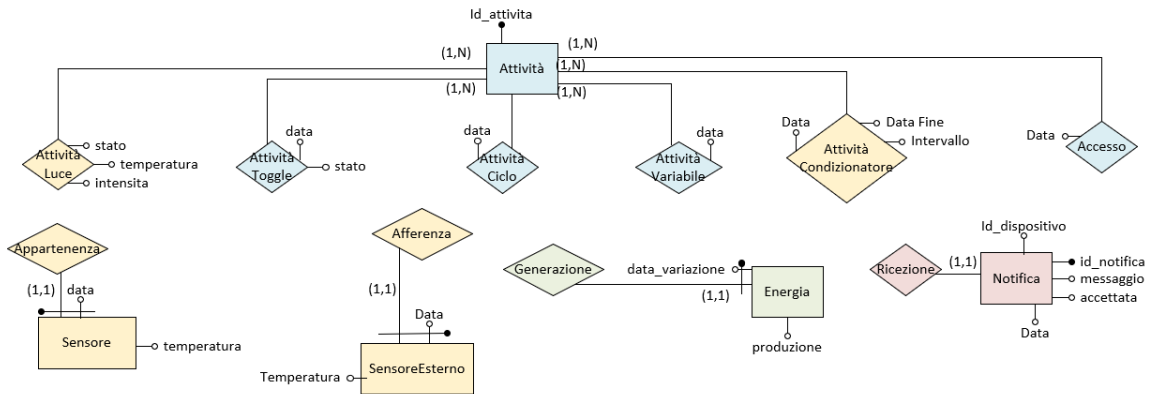 Id_attivita
(1,N)
(1,N)
Attività
(1,N)
(1,N)
(1,N)
(1,N)
Attività
Luce
stato
temperatura
intensita
Attività
Toggle
data
stato
Attività
Ciclo
data
Attività
Variabile
data
Attività
Condizionatore
Data
Data Fine
Intervallo
Accesso
Data
Appartenenza
(1,1)
data
Sensore
temperatura
Afferenza
(1,1)
Data
SensoreEsterno
Temperatura
Generazione
data_variazione
(1,1)
Energia
produzione
Ricezione
(1,1)
Id_dispositivo
Notifica
id_notifica
messaggio
accettata
Data